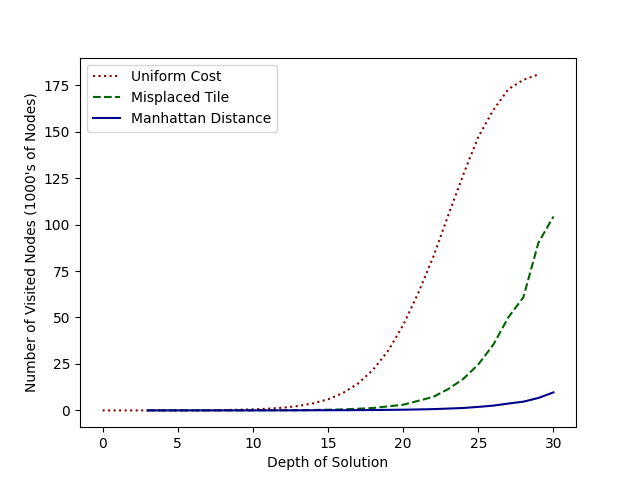 Uniform Cost
Misplaced Tile
Manhattan Distance
Number of Visited Nodes (1000's of Nodes)
175
150
125
100
75
50
25
0
0 5 10 15 20 25 30
Depth of Solution